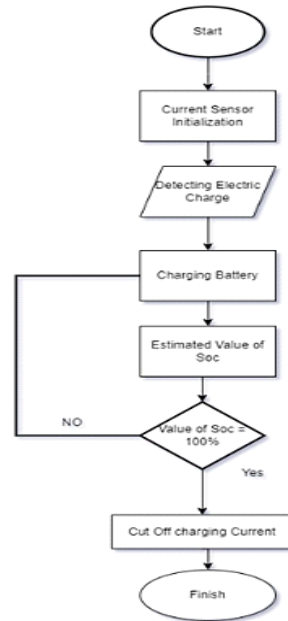 Start
Current Sensor
Initialization
Detecting Electric
Charge
Charging Battery
Estimated Value of
Soc
NO
Value of Soc =
100%
Yes
Cut Off charging Current
Finish